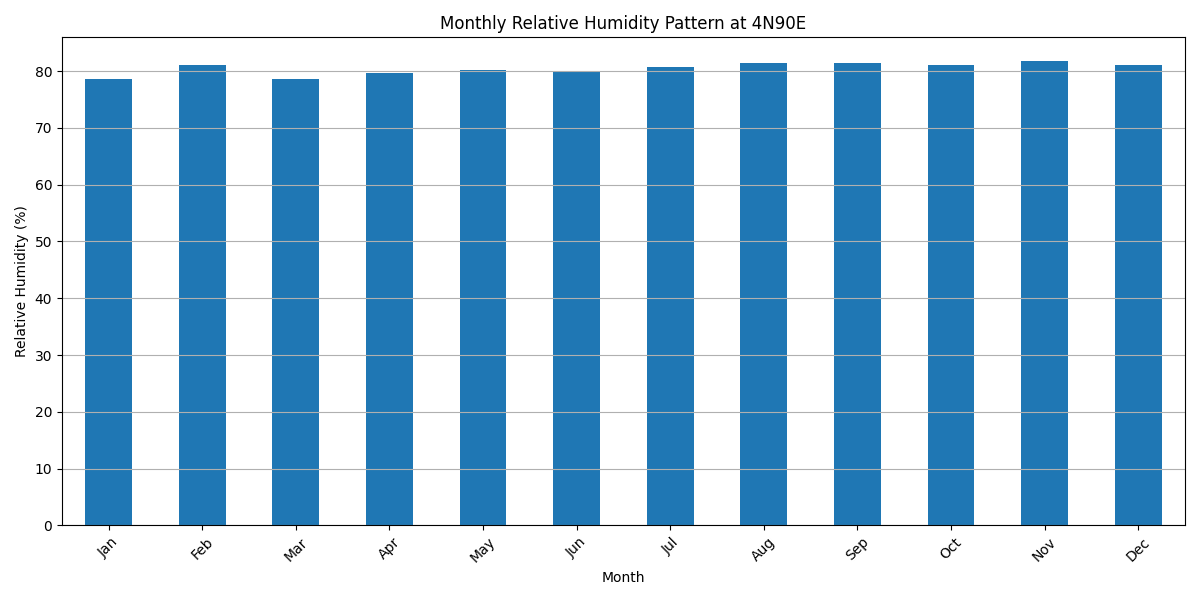 Monthly Relative Humidity Pattern at 4N90E
Relative Humidity (%)
80
70
60
50
40
30
20
10
0
Jan Feb Mar Apr May Jun Jul Aug Sep Oct Nov Dec
Month